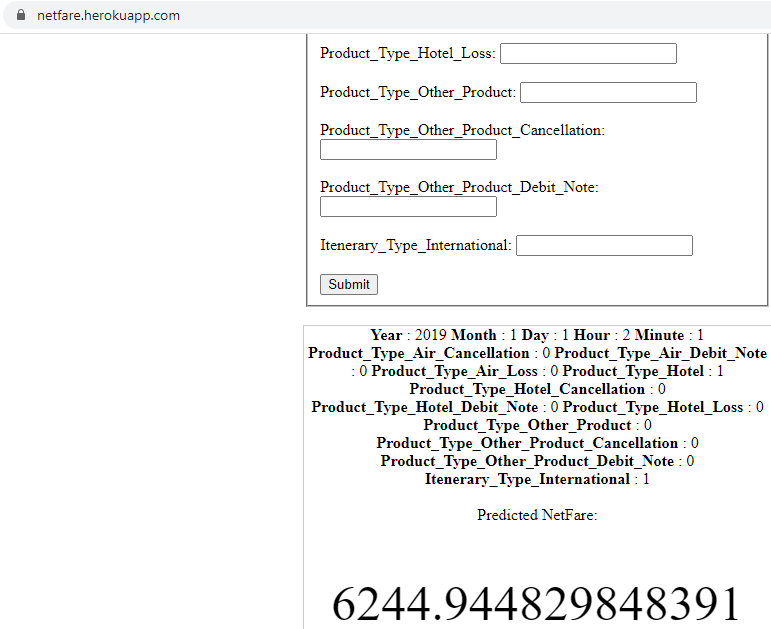 netfare.herokuapp.com
Product_Type_Hotel_Loss:
Product_Type_Other_Product:
Product_Type_Other_Product_Cancellation:
Product_Type_Other_Product_Debit_Note:
Itenerary_Type_International:
Submit
Year : 2019 Month : 1 Day : 1 Hour : 2 Minute : 1
Product_Type_Air_Cancellation : 0 Product_Type_Air_Debit_Note
: 0 Product_Type_Air_Loss : 0 Product_Type_Hotel : 1
Product_Type_Hotel_Cancellation : 0
Product_Type_Hotel_Debit_Note : 0 Product_Type_Hotel_Loss : 0
Product_Type_Other_Product : 0
Product_Type_Other_Product_Cancellation : 0
Product_Type_Other_Product_Debit_Note : 0
Itenerary_Type_International : 1
Predicted NetFare:
6244.944829848391